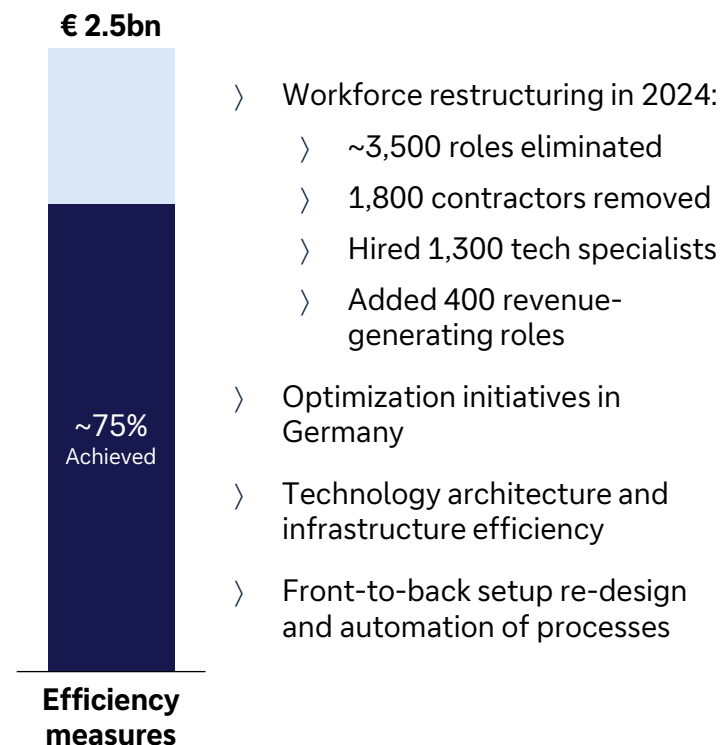 € 2.5bn
~75%
Achieved
Efficiency
measures
〉 Workforce restructuring in 2024:
〉 ~3,500 roles eliminated
〉 1,800 contractors removed
〉 Hired 1,300 tech specialists
〉 Added 400 revenue-
generating roles
〉 Optimization initiatives in
Germany
〉 Technology architecture and
infrastructure efficiency
〉 Front-to-back setup re-design
and automation of processes